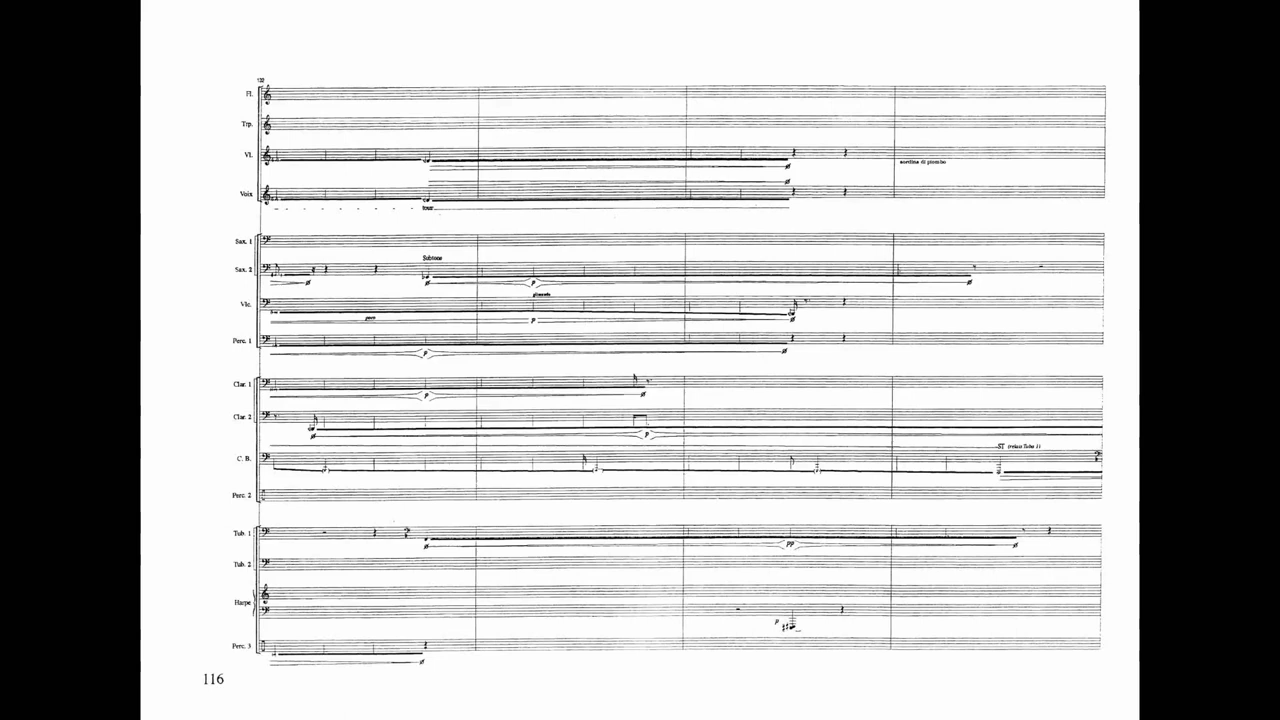 132
Fl.
Trp.
Vl.
sordina di piombo
Voix
tour
Sax. 1
Sax. 2
Subtone
p
Vlc.
poco
p
Perc. 1
p
Clar. 1
p
Clar. 2
p
C. B.
ST (relais Tuba 1)
Perc. 2
Tub. 1
pp
Tub. 2
Harpe
p
Perc. 3
116